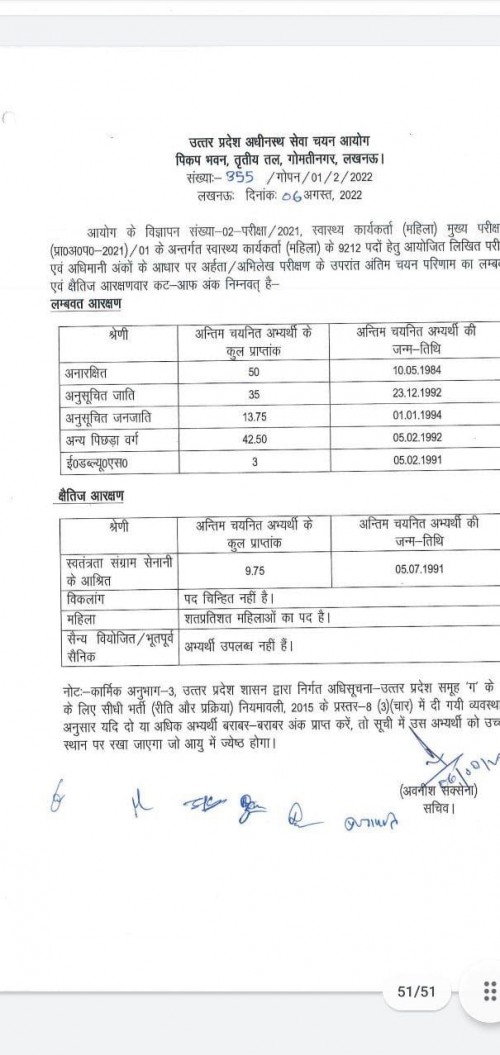 उत्तर प्रदेश अधीनस्थ सेवा चयन आयोग
पिकप भवन, तृतीय तल, गोमतीनगर, लखनऊ।
संख्याः- 355 /गोपन/01/2/2022
लखनऊः दिनांकः 06 अगस्त, 2022
आयोग के विज्ञापन संख्या-02-परीक्षा/2021, स्वास्थ्य कार्यकर्ता (महिला) मुख्य परीक्ष
(प्रा0अ0प0-2021)/01 के अन्तर्गत स्वास्थ्य कार्यकर्ता (महिला) के 9212 पदों हेतु आयोजित लिखित परी
एवं अधिमानी अंकों के आधार पर अर्हता/अभिलेख परीक्षण के उपरांत अंतिम चयन परिणाम का लम्ब
एवं क्षैतिज आरक्षणवार कट-आफ अंक निम्नवत् है-
लम्बवत आरक्षण
श्रेणी अन्तिम चयनित अभ्यर्थी के कुल प्राप्तांक अन्तिम चयनित अभ्यर्थी की जन्म-तिथि
अनारक्षित 50 10.05.1984
अनुसूचित जाति 35 23.12.1992
अनुसूचित जनजाति 13.75 01.01.1994
अन्य पिछड़ा वर्ग 42.50 05.02.1992
ई0डब्ल्यू0एस0 3 05.02.1991
क्षैतिज आरक्षण
श्रेणी अन्तिम चयनित अभ्यर्थी के कुल प्राप्तांक अन्तिम चयनित अभ्यर्थी की जन्म-तिथि
स्वतंत्रता संग्राम सेनानी के आश्रित 9.75 05.07.1991
विकलांग पद चिन्हित नहीं है।
महिला शतप्रतिशत महिलाओं का पद है।
सैन्य वियोजित/भूतपूर्व सैनिक अभ्यर्थी उपलब्ध नहीं हैं।
नोटः-कार्मिक अनुभाग-3, उत्तर प्रदेश शासन द्वारा निर्गत अधिसूचना-उत्तर प्रदेश समूह 'ग' के
के लिए सीधी भर्ती (रीति और प्रक्रिया) नियमावली, 2015 के प्रस्तर-8 (3)(चार) में दी गयी व्यवस्था
अनुसार यदि दो या अधिक अभ्यर्थी बराबर-बराबर अंक प्राप्त करें, तो सूची में उस अभ्यर्थी को उच्च
स्थान पर रखा जाएगा जो आयु में ज्येष्ठ होगा।
(अवनीश सक्सेना)
सचिव।
51/51